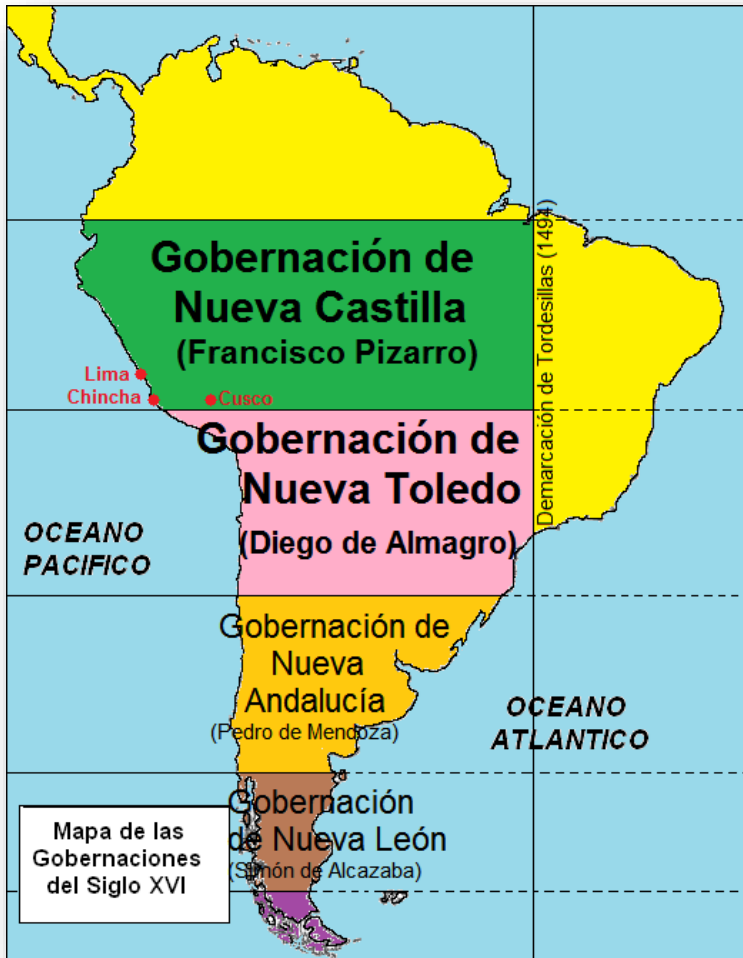 Gobernación de
Nueva Castilla
(Francisco Pizarro)
Demarcación de Tordesillas (1494)
Lima
Chincha
Cusco
Gobernación de
Nueva Toledo
(Diego de Almagro)
OCEANO
PACIFICO
Gobernación de
Nueva
Andalucía
(Pedro de Mendoza)
OCEANO
ATLANTICO
Gobernación
de Nueva León
(Simón de Alcazaba)
Mapa de las
Gobernaciones
del Siglo XVI